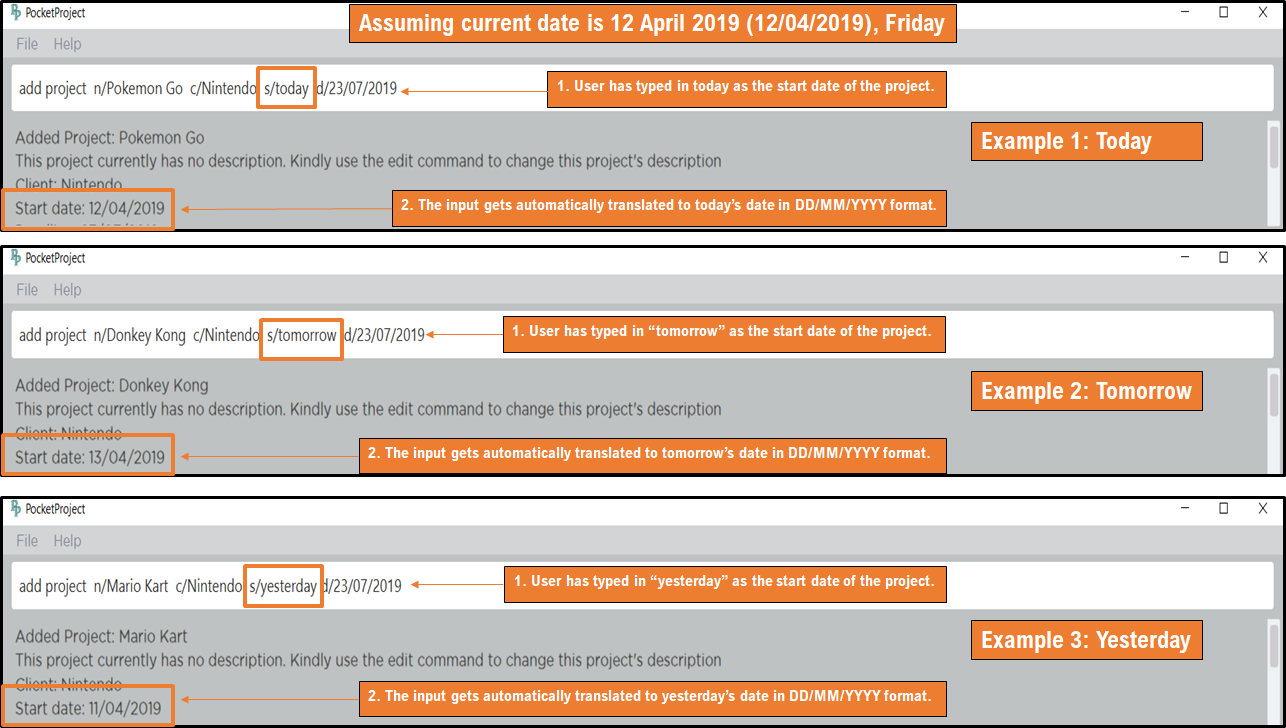 PocketProject
Assuming current date is 12 April 2019 (12/04/2019), Friday
File Help
add project n/Pokemon Go c/Nintendo s/today d/23/07/2019
1. User has typed in today as the start date of the project.
Added Project: Pokemon Go
Example 1: Today
This project currently has no description. Kindly use the edit command to change this project's description
Client: Nintendo
Start date: 12/04/2019
2. The input gets automatically translated to today's date in DD/MM/YYYY format.
PocketProject
File Help
add project n/Donkey Kong c/Nintendo s/tomorrow d/23/07/2019
1. User has typed in “tomorrow” as the start date of the project.
Added Project: Donkey Kong
Example 2: Tomorrow
This project currently has no description. Kindly use the edit command to change this project's description
Client: Nintendo
Start date: 13/04/2019
2. The input gets automatically translated to tomorrow's date in DD/MM/YYYY format.
PocketProject
File Help
add project n/Mario Kart c/Nintendo s/yesterday d/23/07/2019
1. User has typed in “yesterday” as the start date of the project.
Added Project: Mario Kart
Example 3: Yesterday
This project currently has no description. Kindly use the edit command to change this project's description
Client: Nintendo
Start date: 11/04/2019
2. The input gets automatically translated to yesterday's date in DD/MM/YYYY format.